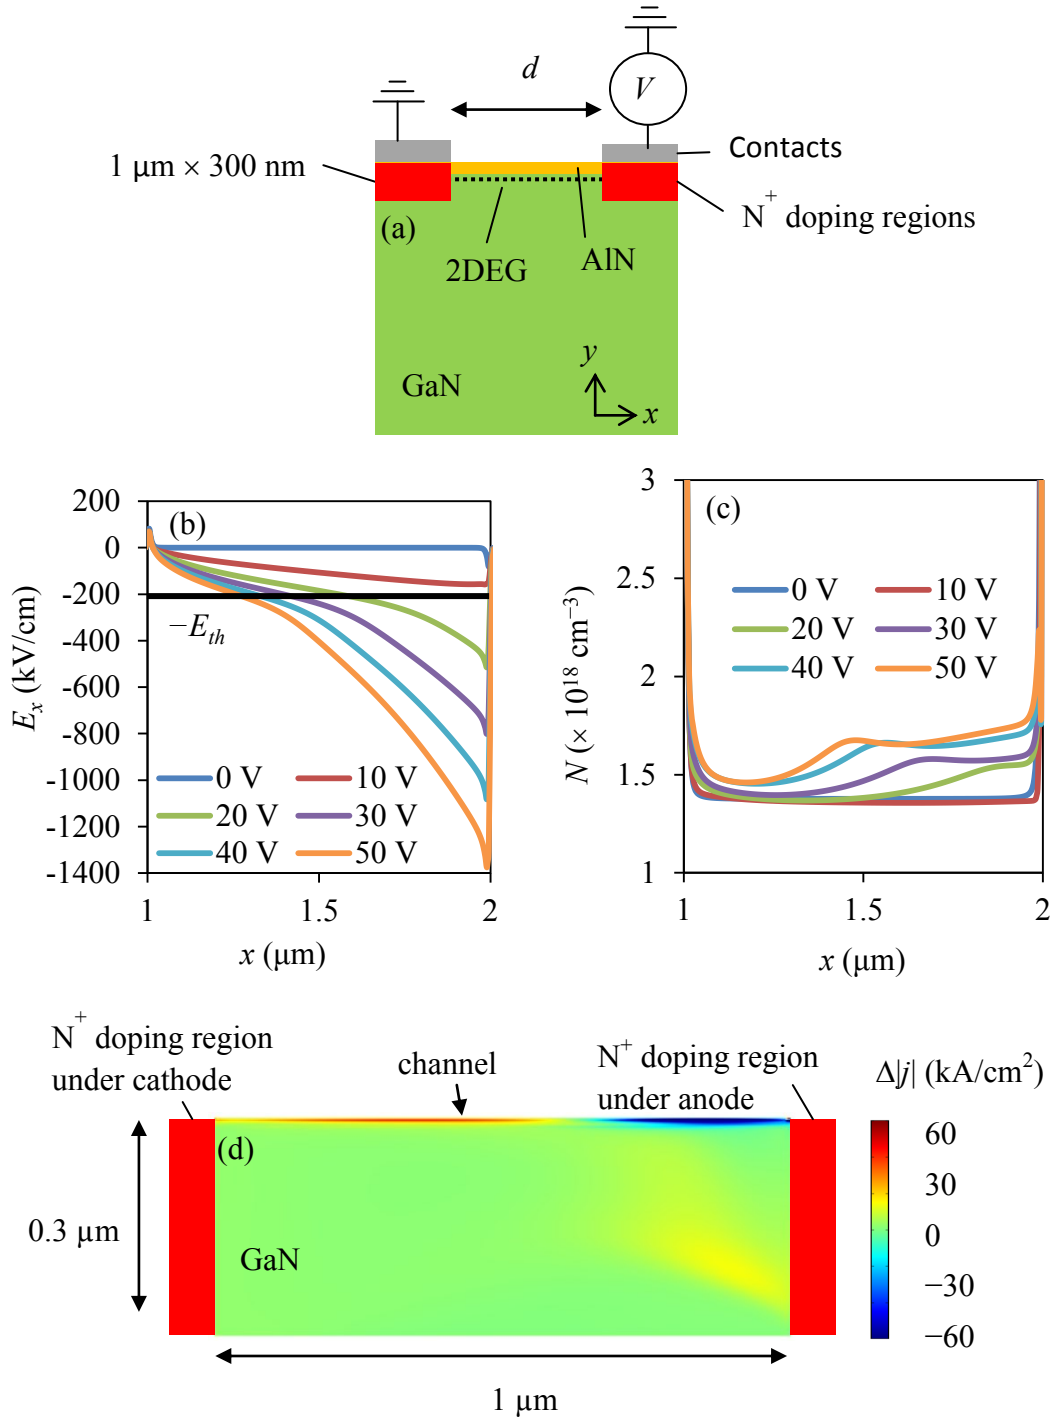 d
V
Contacts
1 μm × 300 nm
N+ doping regions
(a)
2DEG
AlN
y
GaN
x
200
0
-200
-400
-600
-800
-1000
-1200
-1400
(b)
−Eth
Ex (kV/cm)
0 V
10 V
20 V
30 V
40 V
50 V
1
1.5
2
x (μm)
3
2.5
2
1.5
1
(c)
N (× 10^18 cm^−3)
0 V
10 V
20 V
30 V
40 V
50 V
1
1.5
2
x (μm)
N+ doping region
under cathode
channel
N+ doping region
under anode
Δ|j| (kA/cm^2)
(d)
0.3 μm
GaN
60
30
0
−30
−60
1 μm